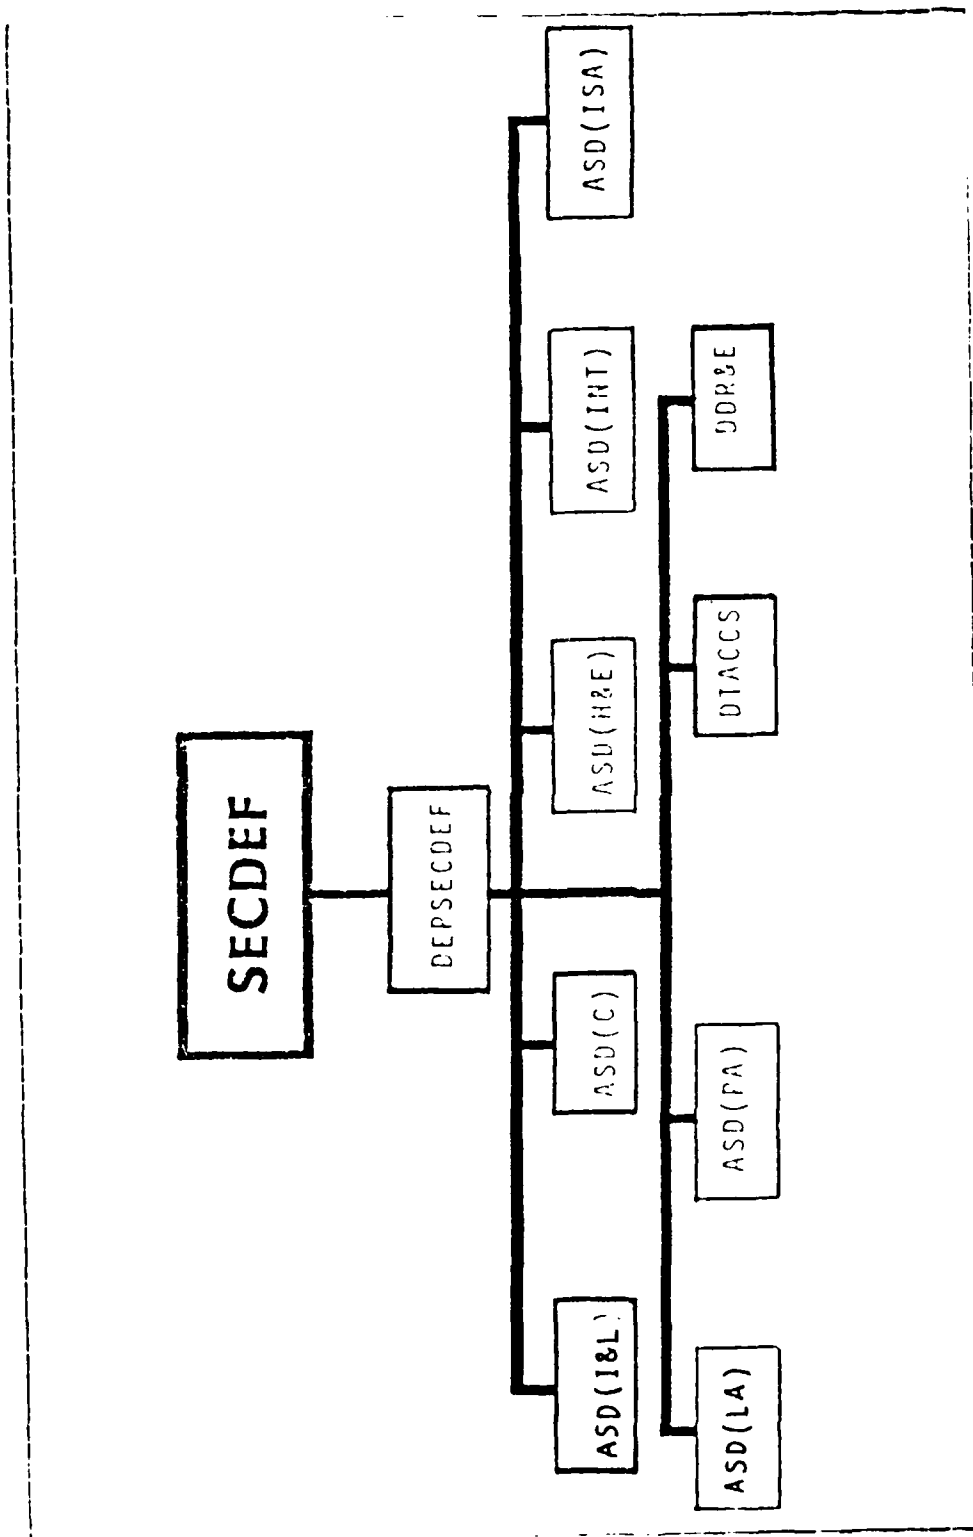 SECDEF
DEPSECDEF
ASD(I&L)
ASD(C)
ASD(H&E)
ASD(INT)
ASD(ISA)
ASD(LA)
ASD(PA)
DTACCS
DDR&E